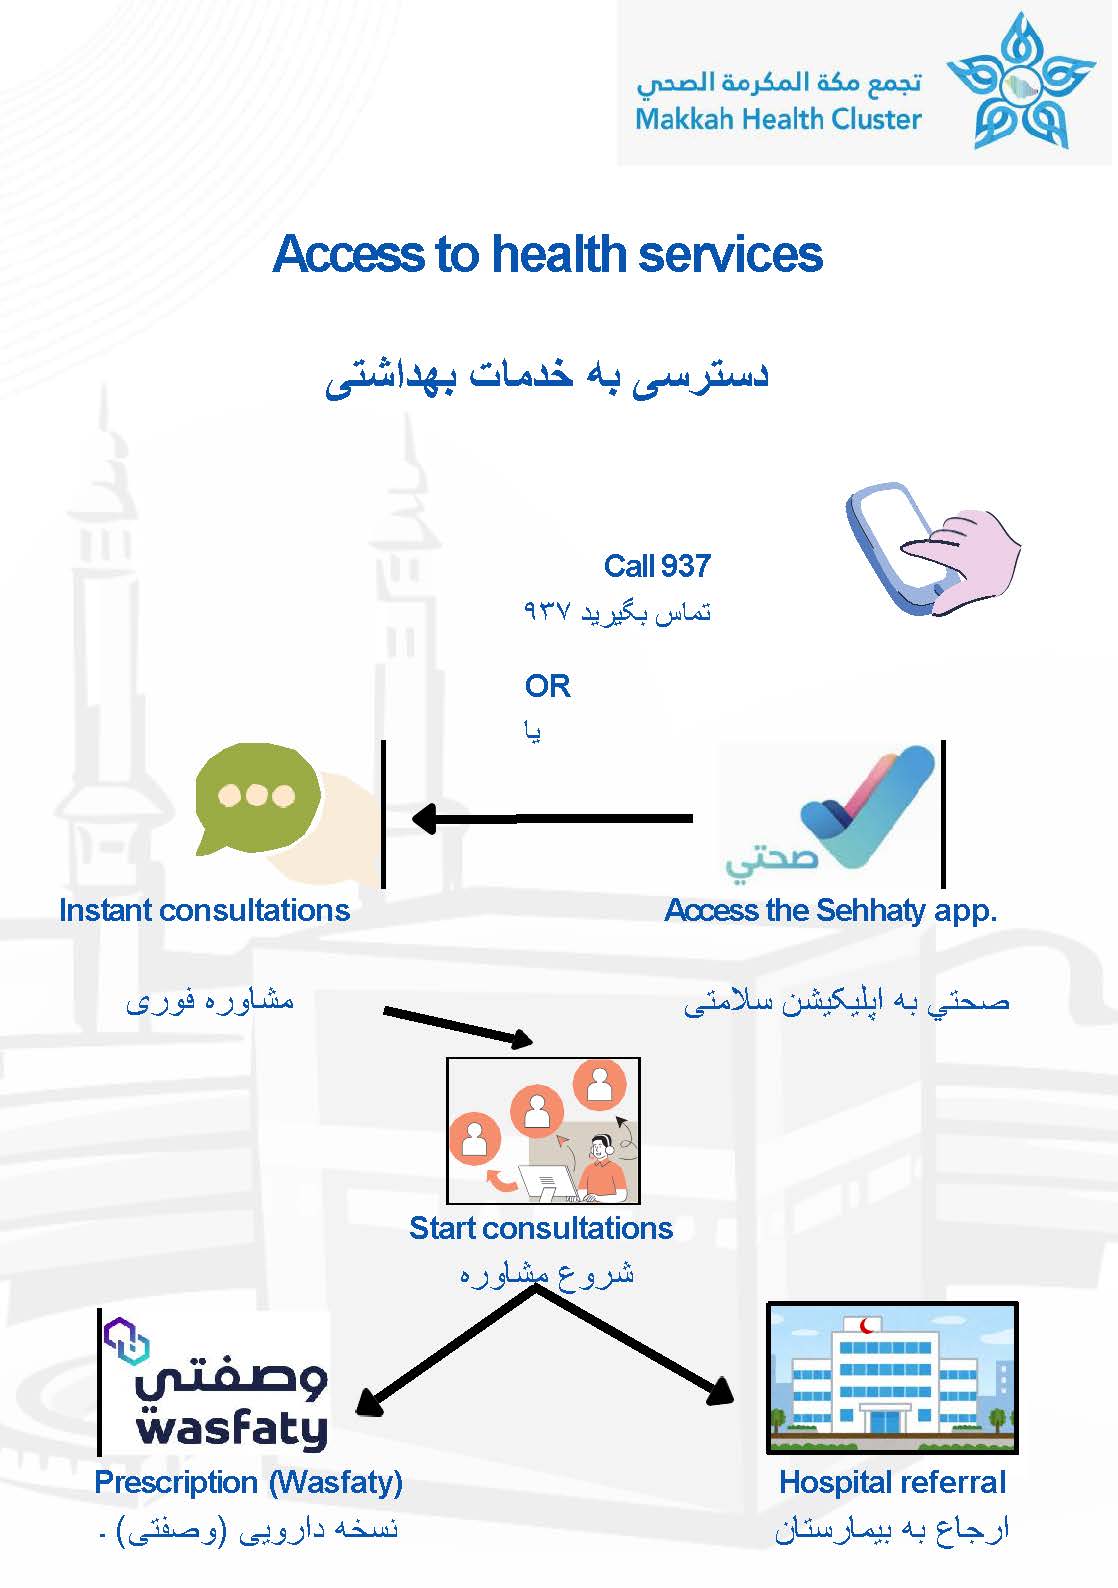 تجمع مكة المكرمة الصحي
Makkah Health Cluster
Access to health services
دسترسی به خدمات بهداشتی
Call 937
تماس بگیرید ۹۳۷
OR
یا
صحتي
Instant consultations
Access the Sehhaty app.
مشاوره فوری
صحتي به اپلیکیشن سلامتی
Start consultations
شروع مشاوره
وصفتي
wasfaty
Prescription (Wasfaty)
Hospital referral
نسخه دارویی (وصفتی) .
ارجاع به بیمارستان